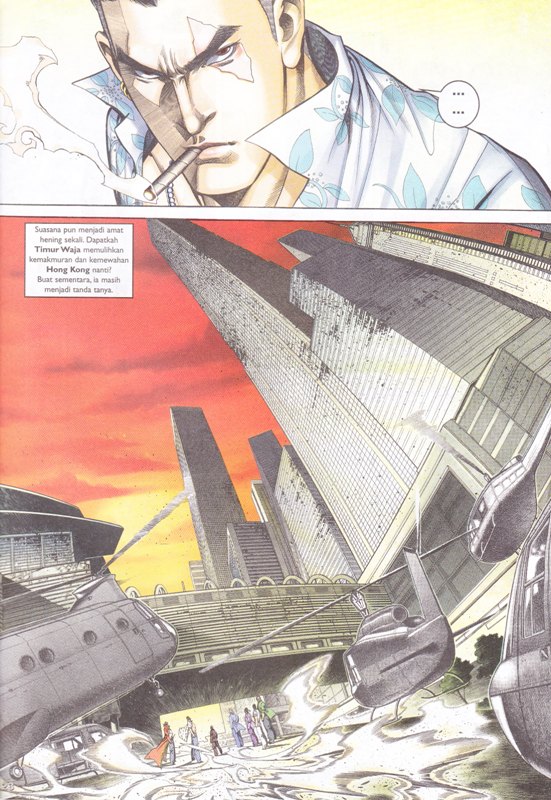 ...
...
Suasana pun menjadi amat
hening sekali. Dapatkah
Timur Waja memulihkan
kemakmuran dan kemewahan
Hong Kong nanti?
Buat sementara, ia masih
menjadi tanda tanya.